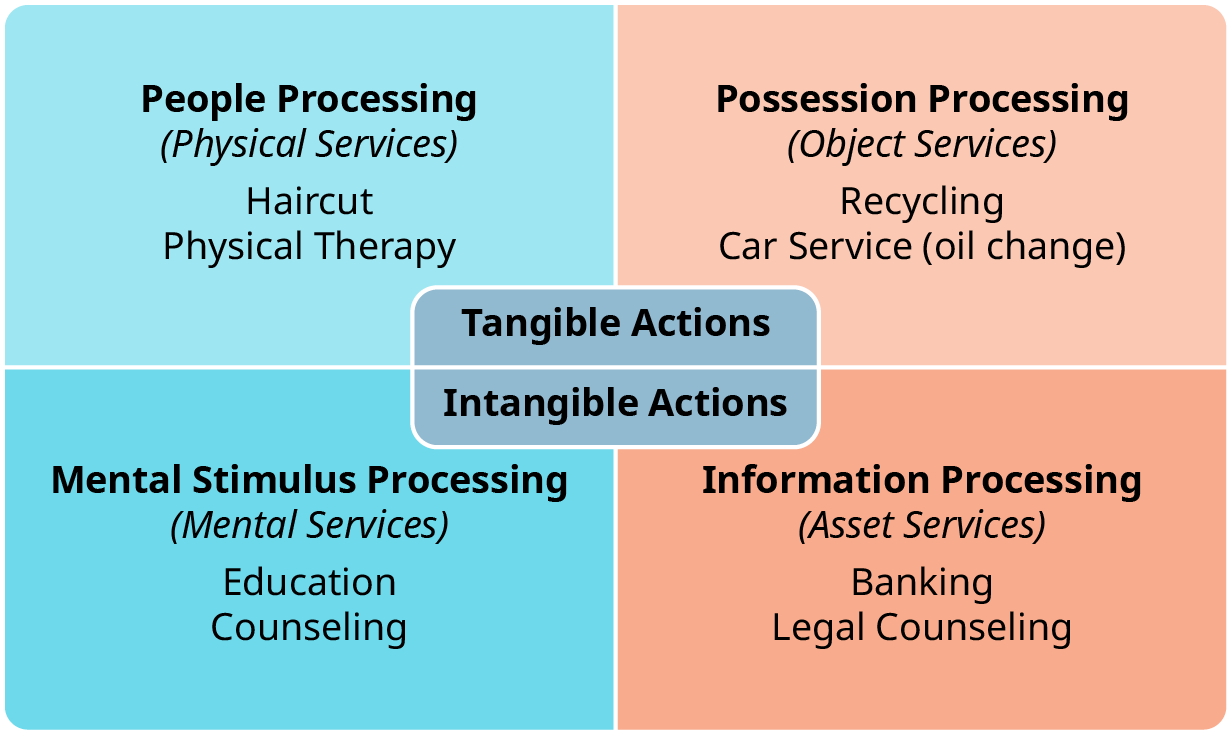 People Processing
(Physical Services)
Haircut
Physical Therapy
Possession Processing
(Object Services)
Recycling
Car Service (oil change)
Tangible Actions
Intangible Actions
Mental Stimulus Processing
(Mental Services)
Education
Counseling
Information Processing
(Asset Services)
Banking
Legal Counseling